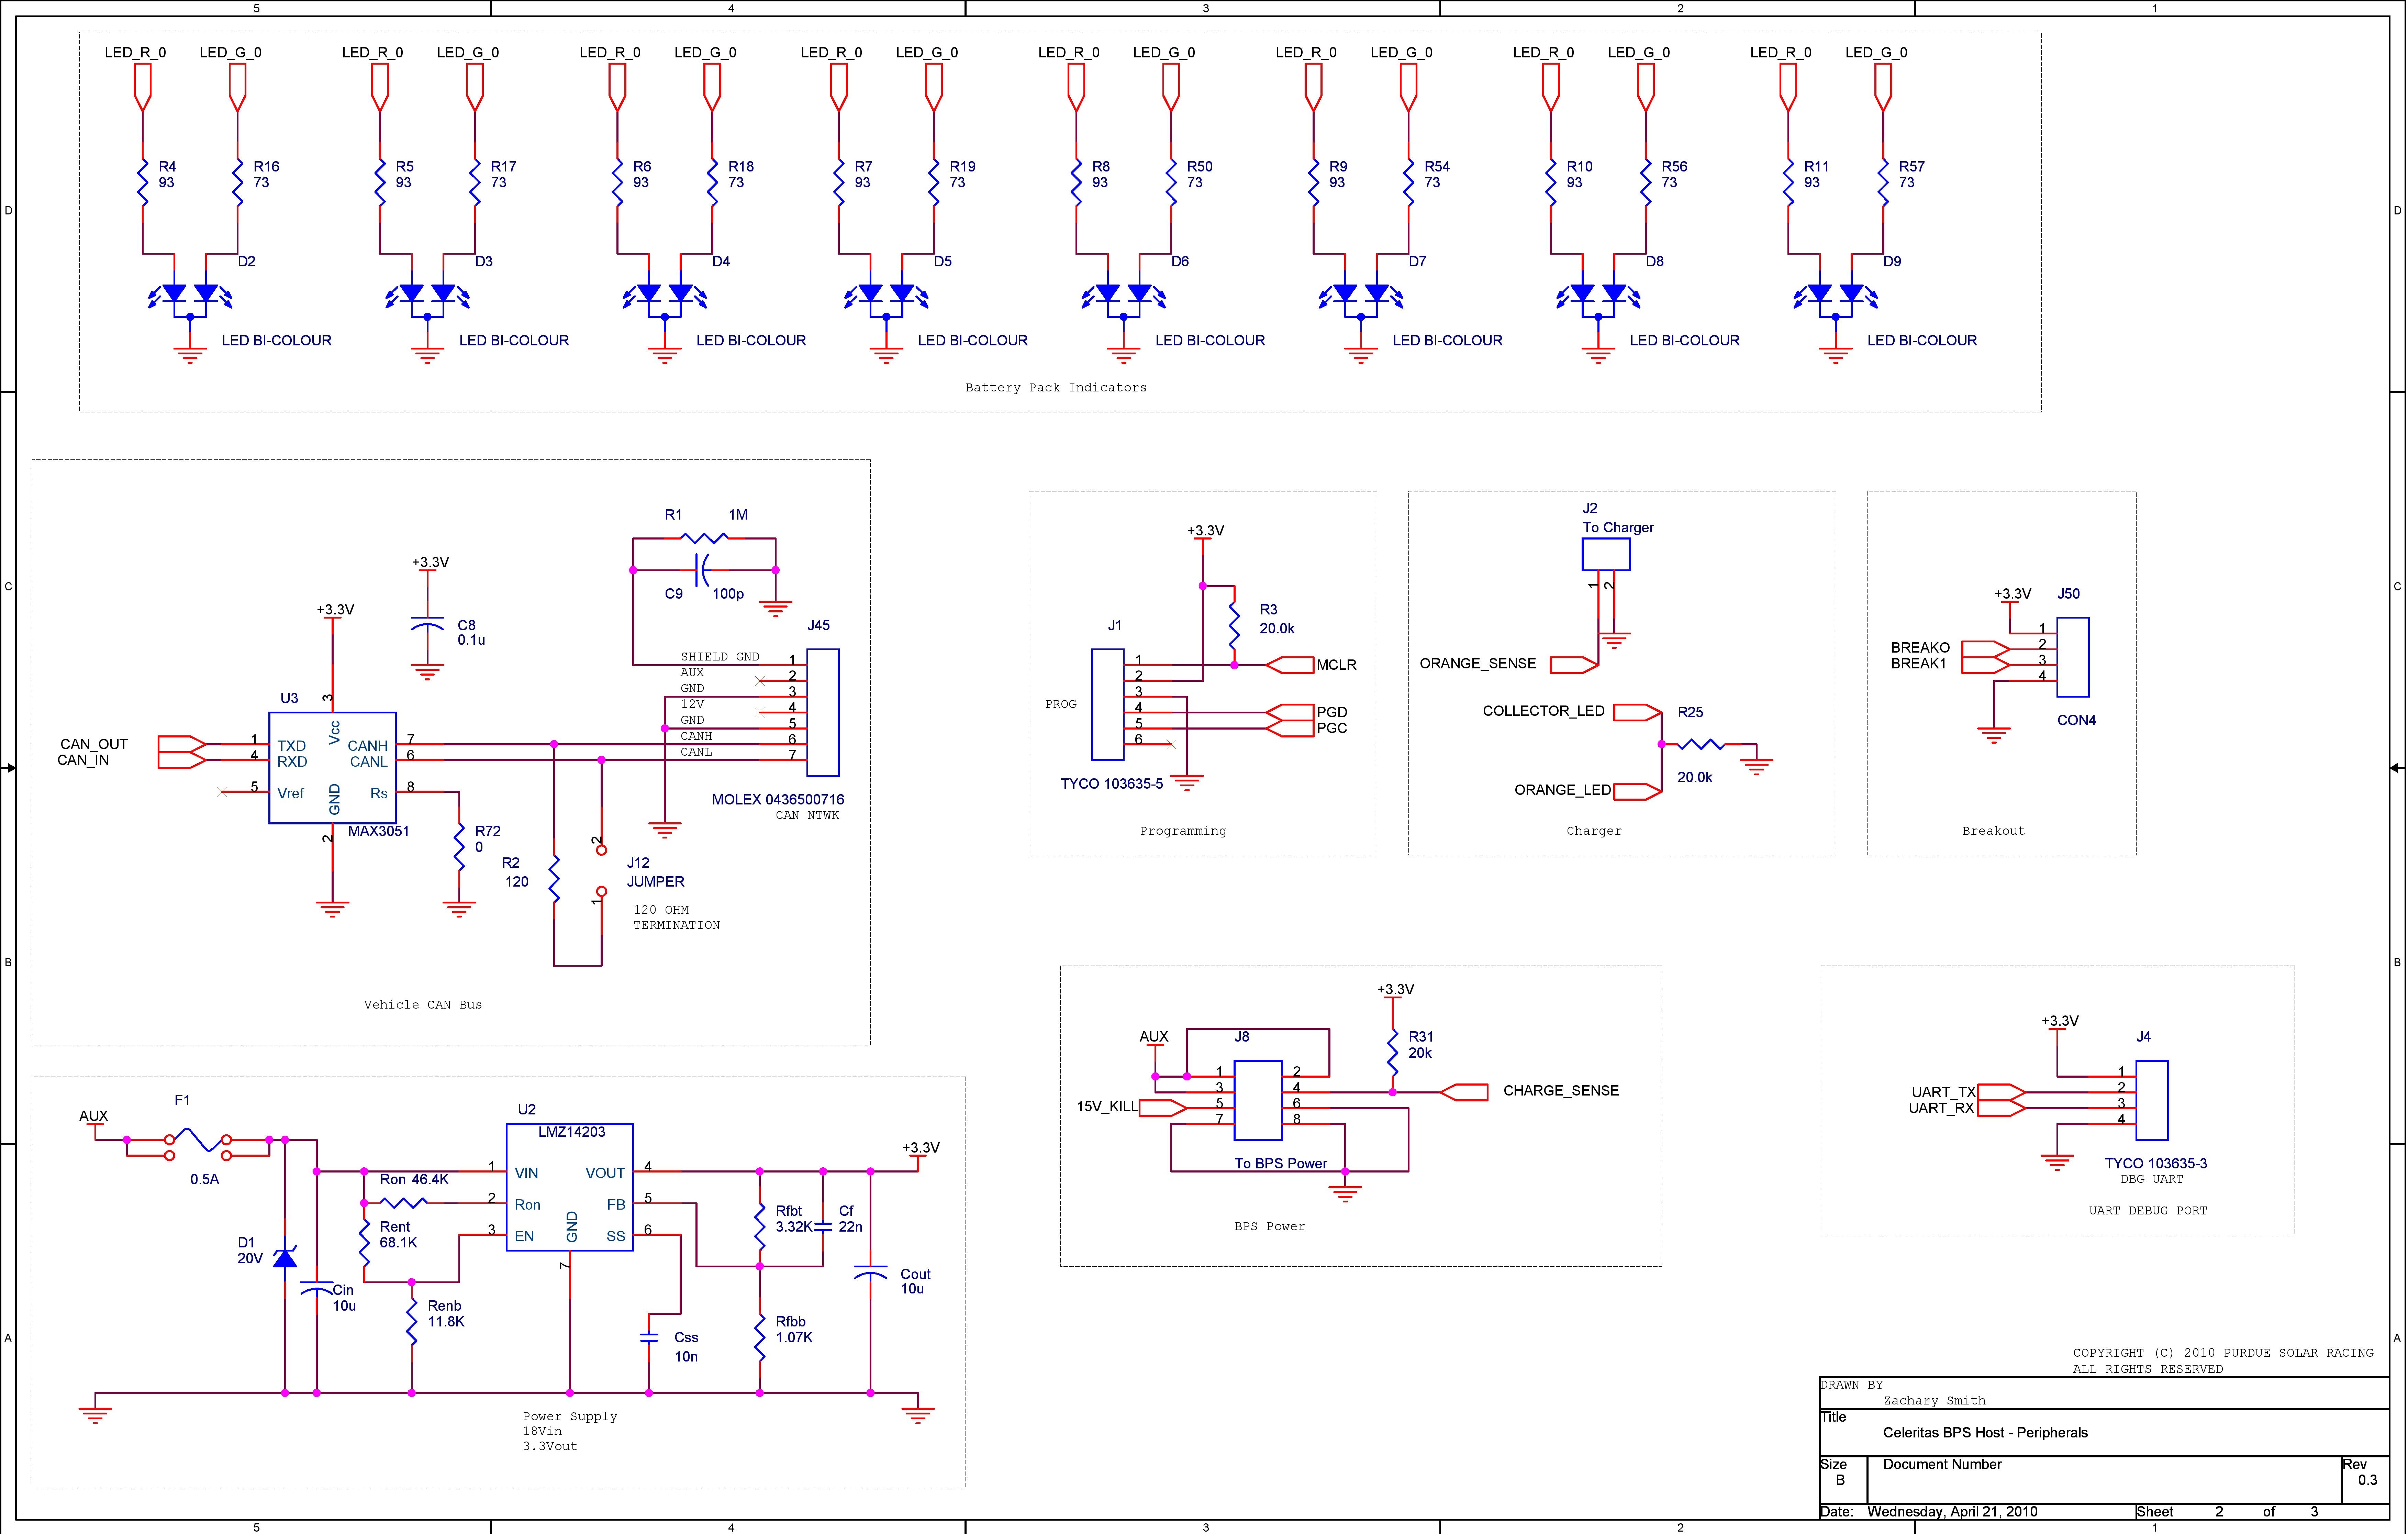 5 4 3 2 1
LED_R_0 LED_G_0 LED_R_0 LED_G_0 LED_R_0 LED_G_0 LED_R_0 LED_G_0 LED_R_0 LED_G_0 LED_R_0 LED_G_0 LED_R_0 LED_G_0 LED_R_0 LED_G_0
R4 R16 R5 R17 R6 R18 R7 R19 R8 R50 R9 R54 R10 R56 R11 R57
93 73 93 73 93 73 93 73 93 73 93 73 93 73 93 73
D D
D2 D3 D4 D5 D6 D7 D8 D9
LED BI-COLOUR LED BI-COLOUR LED BI-COLOUR LED BI-COLOUR LED BI-COLOUR LED BI-COLOUR LED BI-COLOUR LED BI-COLOUR
Battery Pack Indicators
C C
R1 1M
C9 100p
+3.3V
C8
0.1u
+3.3V
J45
SHIELD GND 1
AUX 2
GND 3
12V 4
GND 5
CANH 6
CANL 7
MOLEX 0436500716
CAN NTWK
U3
3
Vcc
CAN_OUT 1 TXD CANH 7
CAN_IN 4 RXD CANL 6
5 Vref Rs 8
GND
2
MAX3051
R72
0
R2
120
2
J12
JUMPER
1
120 OHM
TERMINATION
Vehicle CAN Bus
+3.3V
R3
20.0k
J1
1 MCLR
2
3
PROG
4 PGD
5 PGC
6
TYCO 103635-5
Programming
J2
To Charger
1 2
ORANGE_SENSE
COLLECTOR_LED
R25
20.0k
ORANGE_LED
Charger
+3.3V J50
1
BREAKO 2
BREAK1 3
4
CON4
Breakout
B B
+3.3V
R31
20k
AUX J8
1 2
3 4 CHARGE_SENSE
15V_KILL 5 6
7 8
To BPS Power
BPS Power
+3.3V
J4
1
UART_TX 2
UART_RX 3
4
TYCO 103635-3
DBG UART
UART DEBUG PORT
A A
AUX F1
0.5A
U2
LMZ14203
1 VIN VOUT 4
2 Ron FB 5
3 EN SS 6
GND
7
+3.3V
Ron 46.4K
Rent
68.1K
D1
20V
Cin
10u
Renb
11.8K
Css
10n
Rfbt
3.32K
Cf
22n
Rfbb
1.07K
Cout
10u
Power Supply
18Vin
3.3Vout
COPYRIGHT (C) 2010 PURDUE SOLAR RACING
ALL RIGHTS RESERVED
DRAWN BY
Zachary Smith
Title
Celeritas BPS Host - Peripherals
Size Document Number Rev
B 0.3
Date: Wednesday, April 21, 2010 Sheet 2 of 3
5 4 3 2 1